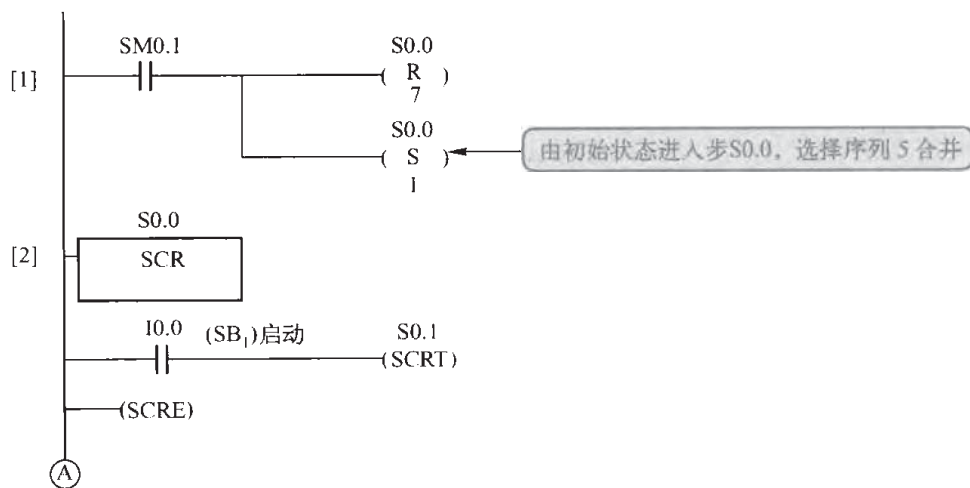 SM0.1
S0.0
[1]
R
7
S0.0
S
1
由初始状态进入步S0.0，选择序列 5 合并
S0.0
[2]
SCR
I0.0
(SB₁)启动
S0.1
(SCRT)
(SCRE)
A